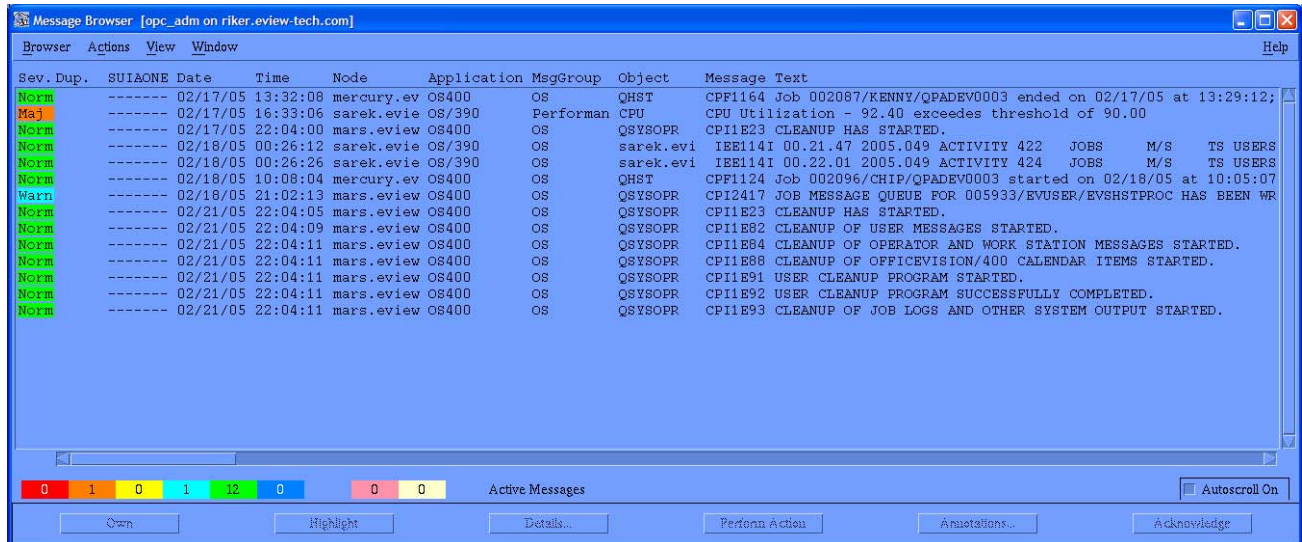 Message Browser [opc_adm on riker.eview-tech.com]
Browser Actions View Window Help
Sev. Dup. SUIAONE Date Time Node Application MsgGroup Object Message Text
Norm ------- 02/17/05 13:32:08 mercury.ev OS400 OS QHST CPF1164 Job 002087/KENNY/QPADEV0003 ended on 02/17/05 at 13:29:12;
Maj ------- 02/17/05 16:33:06 sarek.evie OS/390 Performan CPU CPU Utilization - 92.40 exceedes threshold of 90.00
Norm ------- 02/17/05 22:04:00 mars.eview OS400 OS QSYSOPR CPI1E23 CLEANUP HAS STARTED.
Norm ------- 02/18/05 00:26:12 sarek.evie OS/390 OS sarek.evi IEE114I 00.21.47 2005.049 ACTIVITY 422 JOBS M/S TS USERS
Norm ------- 02/18/05 00:26:26 sarek.evie OS/390 OS sarek.evi IEE114I 00.22.01 2005.049 ACTIVITY 424 JOBS M/S TS USERS
Norm ------- 02/18/05 10:08:04 mercury.ev OS400 OS QHST CPF1124 Job 002096/CHIP/QPADEV0003 started on 02/18/05 at 10:05:07
Warn ------- 02/18/05 21:02:13 mars.eview OS400 OS QSYSOPR CPI2417 JOB MESSAGE QUEUE FOR 005933/EVUSER/EVSHSTPROC HAS BEEN WR
Norm ------- 02/21/05 22:04:05 mars.eview OS400 OS QSYSOPR CPI1E23 CLEANUP HAS STARTED.
Norm ------- 02/21/05 22:04:09 mars.eview OS400 OS QSYSOPR CPI1E82 CLEANUP OF USER MESSAGES STARTED.
Norm ------- 02/21/05 22:04:11 mars.eview OS400 OS QSYSOPR CPI1E84 CLEANUP OF OPERATOR AND WORK STATION MESSAGES STARTED.
Norm ------- 02/21/05 22:04:11 mars.eview OS400 OS QSYSOPR CPI1E88 CLEANUP OF OFFICEVISION/400 CALENDAR ITEMS STARTED.
Norm ------- 02/21/05 22:04:11 mars.eview OS400 OS QSYSOPR CPI1E91 USER CLEANUP PROGRAM STARTED.
Norm ------- 02/21/05 22:04:11 mars.eview OS400 OS QSYSOPR CPI1E92 USER CLEANUP PROGRAM SUCCESSFULLY COMPLETED.
Norm ------- 02/21/05 22:04:11 mars.eview OS400 OS QSYSOPR CPI1E93 CLEANUP OF JOB LOGS AND OTHER SYSTEM OUTPUT STARTED.
0 1 0 1 12 0 0 0 Active Messages Autoscroll On
Own Highlight Details... Perform Action Annotations... Acknowledge